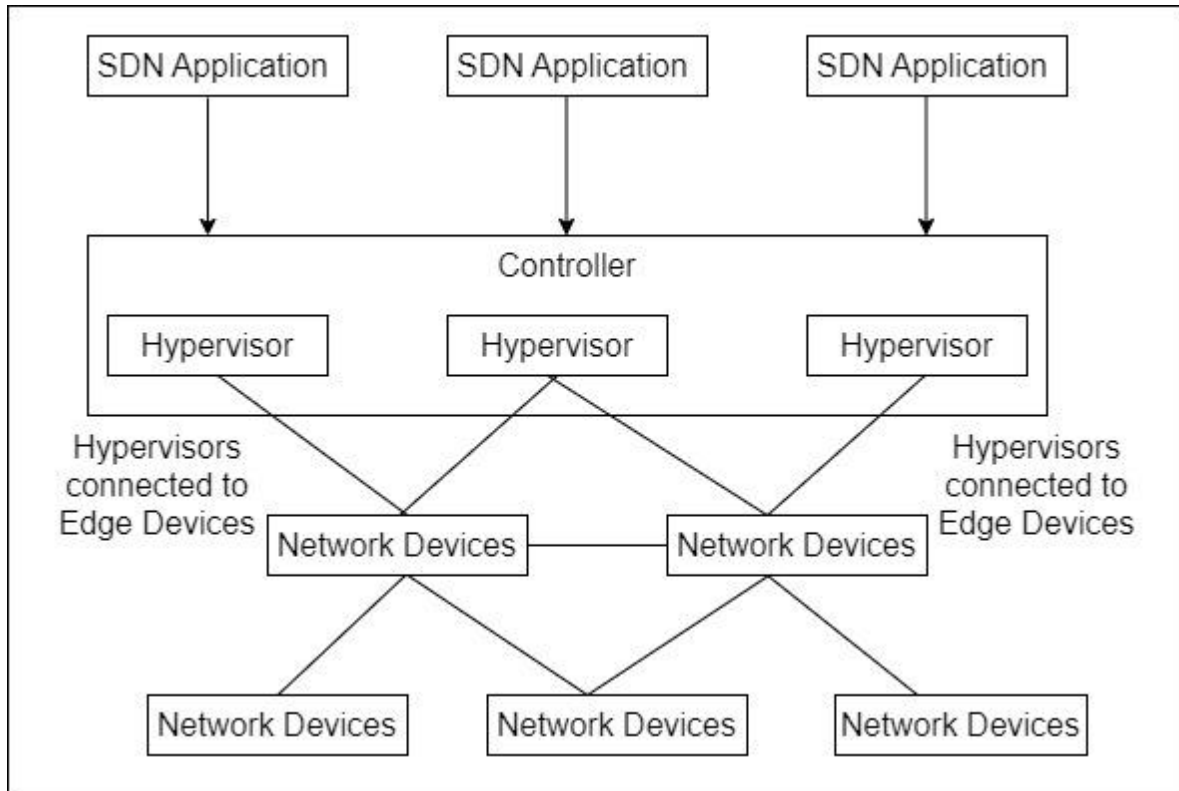 SDN Application
SDN Application
SDN Application
Controller
Hypervisor
Hypervisor
Hypervisor
Hypervisors
connected to
Edge Devices
Hypervisors
connected to
Edge Devices
Network Devices
Network Devices
Network Devices
Network Devices
Network Devices